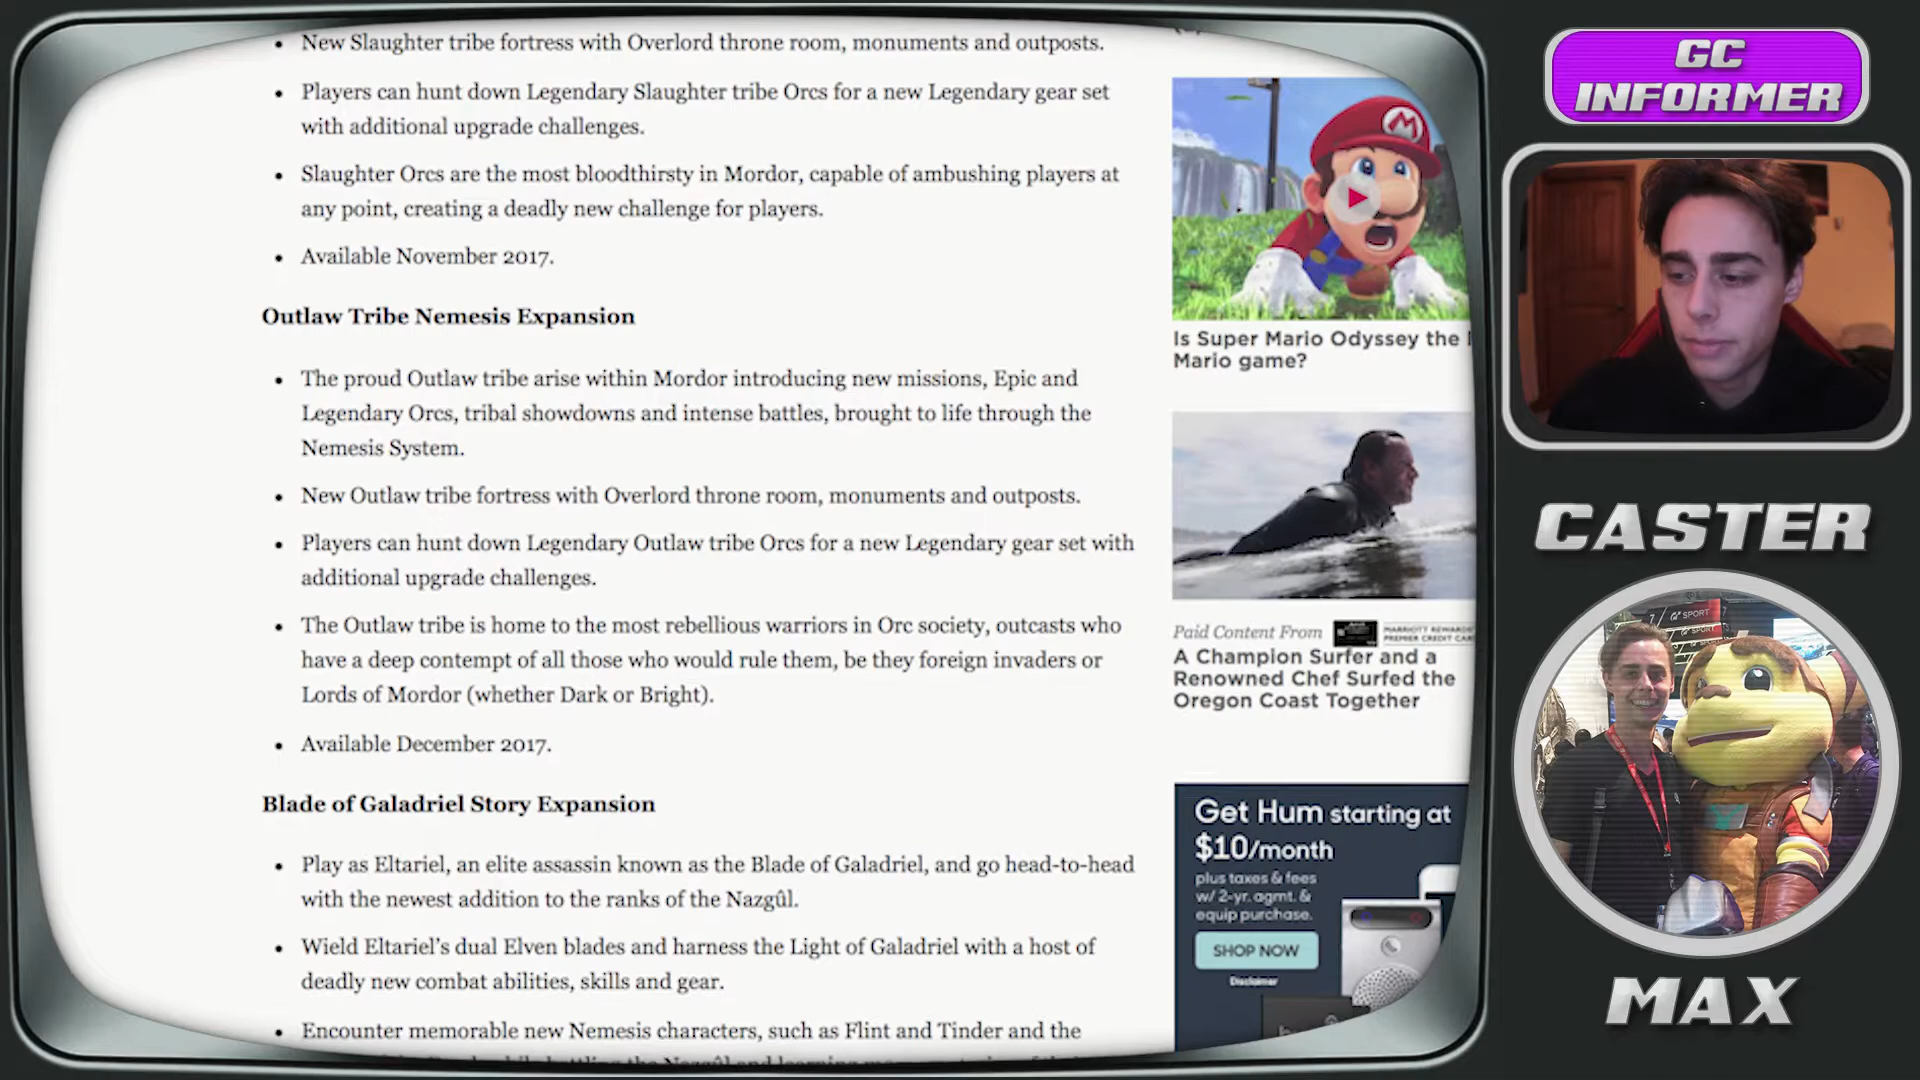 New Slaughter tribe fortress with Overlord throne room, monuments and outposts.
Players can hunt down Legendary Slaughter tribe Orcs for a new Legendary gear set
with additional upgrade challenges.
Slaughter Orcs are the most bloodthirsty in Mordor, capable of ambushing players at
any point, creating a deadly new challenge for players.
Available November 2017.
Outlaw Tribe Nemesis Expansion
The proud Outlaw tribe arise within Mordor introducing new missions, Epic and
Legendary Orcs, tribal showdowns and intense battles, brought to life through the
Nemesis System.
New Outlaw tribe fortress with Overlord throne room, monuments and outposts.
Players can hunt down Legendary Outlaw tribe Orcs for a new Legendary gear set with
additional upgrade challenges.
The Outlaw tribe is home to the most rebellious warriors in Orc society, outcasts who
have a deep contempt of all those who would rule them, be they foreign invaders or
Lords of Mordor (whether Dark or Bright).
Available December 2017.
Blade of Galadriel Story Expansion
Play as Eltariel, an elite assassin known as the Blade of Galadriel, and go head-to-head
with the newest addition to the ranks of the Nazgûl.
Wield Eltariel's dual Elven blades and harness the Light of Galadriel with a host of
deadly new combat abilities, skills and gear.
Encounter memorable new Nemesis characters, such as Flint and Tinder and the
M
Is Super Mario Odyssey the
Mario game?
Paid Content From
MARRIOTT REWARDS
PREMIER CREDIT CAR
A Champion Surfer and a
Renowned Chef Surfed the
Oregon Coast Together
Get Hum starting at
$10/month
plus taxes & fees
w/ 2-yr. agmt. &
equip purchase.
SHOP NOW
Disclaimer
GC
INFORMER
CASTER
GT SPORT
MAX